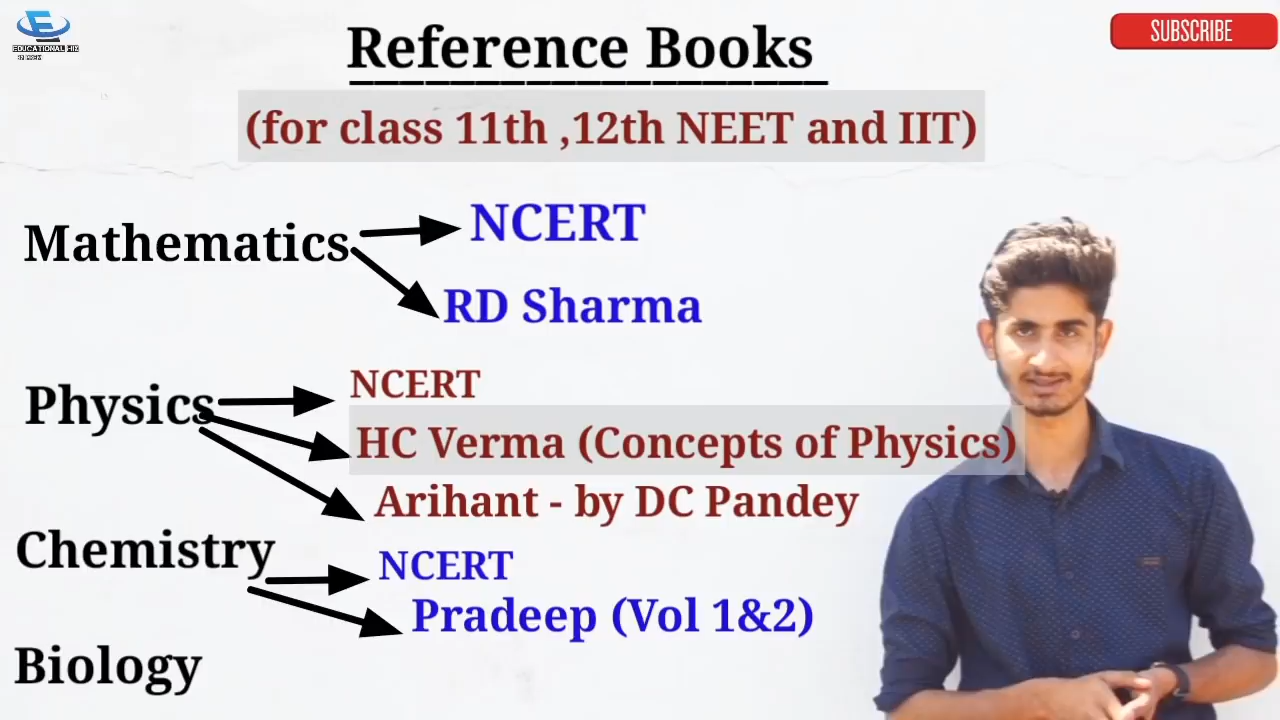 EDUCATIONAL
SUBSCRIBE
Reference Books
(for class 11th ,12th NEET and IIT)
Mathematics
NCERT
RD Sharma
Physics
NCERT
HC Verma (Concepts of Physics)
Arihant - by DC Pandey
Chemistry
NCERT
Pradeep (Vol 1&2)
Biology